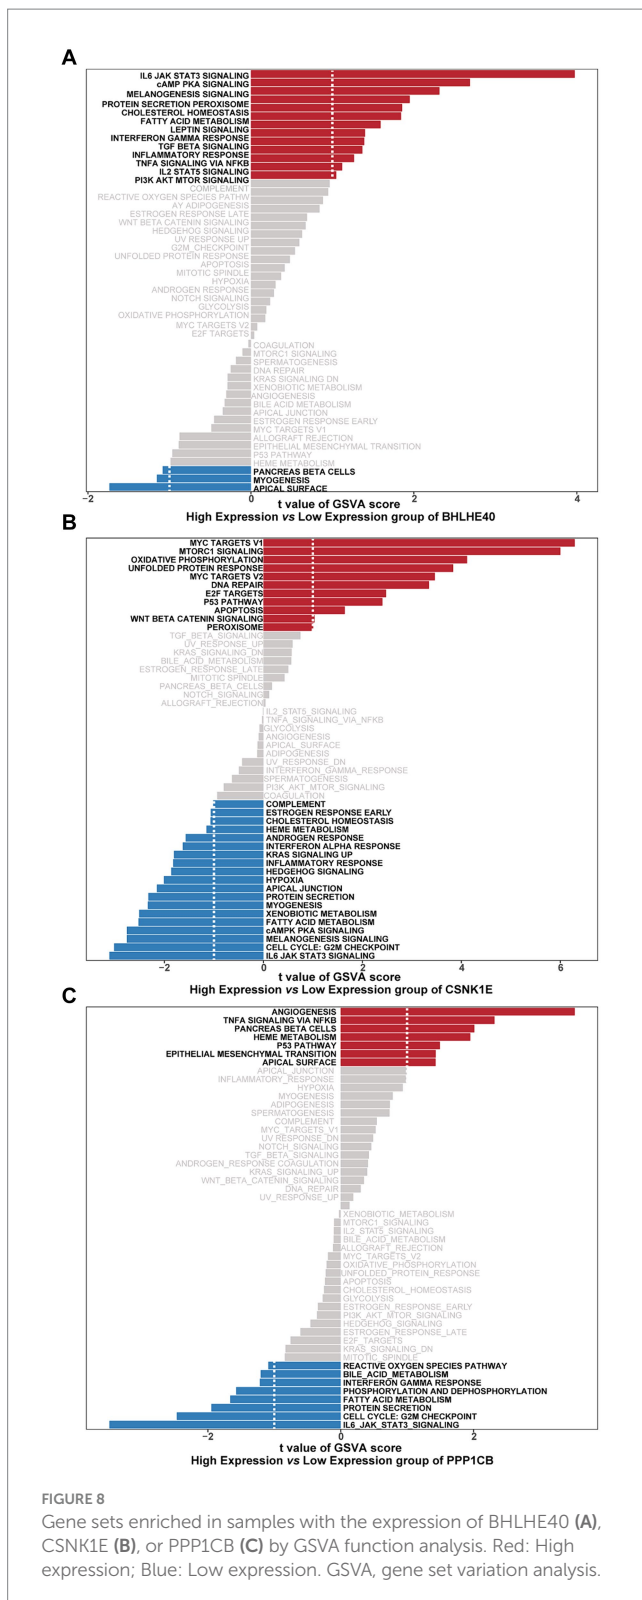 A
IL6 JAK STAT3 SIGNALING
cAMP PKA SIGNALING
MELANOGENESIS SIGNALING
PROTEIN SECRETION PEROXISOME
CHOLESTEROL HOMEOSTASIS
FATTY ACID METABOLISM
LEPTIN SIGNALING
INTERFERON GAMMA RESPONSE
TGF BETA SIGNALING
INFLAMMATORY RESPONSE
TNFA SIGNALING VIA NFKB
IL2 STAT5 SIGNALING
PI3K AKT MTOR SIGNALING
COMPLEMENT
REACTIVE OXYGEN SPECIES PATHW
AY ADIPOGENESIS
ESTROGEN RESPONSE LATE
WNT BETA CATENIN SIGNALING
HEDGEHOG SIGNALING
UV RESPONSE UP
G2M_CHECKPOINT
UNFOLDED PROTEIN RESPONSE
APOPTOSIS
MITOTIC SPINDLE
HYPOXIA
ANDROGEN RESPONSE
NOTCH SIGNALING
GLYCOLYSIS
OXIDATIVE PHOSPHORYLATION
MYC TARGETS V2
E2F TARGETS
COAGULATION
MTORC1 SIGNALING
SPERMATOGENESIS
DNA REPAIR
KRAS SIGNALING DN
XENOBIOTIC METABOLISM
ANGIOGENESIS
BILE ACID METABOLISM
APICAL JUNCTION
ESTROGEN RESPONSE EARLY
MYC TARGETS V1
ALLOGRAFT REJECTION
EPITHELIAL MESENCHYMAL TRANSITION
P53 PATHWAY
HEME METABOLISM
PANCREAS BETA CELLS
MYOGENESIS
APICAL SURFACE
−2 0 2 4
t value of GSVA score
High Expression vs Low Expression group of BHLHE40
B
MYC TARGETS V1
MTORC1 SIGNALING
OXIDATIVE PHOSPHORYLATION
UNFOLDED PROTEIN RESPONSE
MYC TARGETS V2
DNA REPAIR
E2F TARGETS
P53 PATHWAY
APOPTOSIS
WNT BETA CATENIN SIGNALING
PEROXISOME
TGF_BETA_SIGNALING
UV_RESPONSE_UP
KRAS_SIGNALING_DN
BILE_ACID_METABOLISM
ESTROGEN_RESPONSE_LATE
MITOTIC SPINDLE
PANCREAS_BETA_CELLS
NOTCH_SIGNALING
ALLOGRAFT_REJECTION
IL2_STAT5_SIGNALING
TNFA_SIGNALING_VIA_NFKB
GLYCOLYSIS
ANGIOGENESIS
APICAL_SURFACE
ADIPOGENESIS
UV_RESPONSE_DN
INTERFERON_GAMMA_RESPONSE
SPERMATOGENESIS
PI3K_AKT_MTOR_SIGNALING
COAGULATION
COMPLEMENT
ESTROGEN RESPONSE EARLY
CHOLESTEROL HOMEOSTASIS
HEME METABOLISM
ANDROGEN RESPONSE
INTERFERON ALPHA RESPONSE
KRAS SIGNALING UP
INFLAMMATORY RESPONSE
HEDGEHOG SIGNALING
HYPOXIA
APICAL JUNCTION
PROTEIN SECRETION
MYOGENESIS
XENOBIOTIC METABOLISM
FATTY ACID METABOLISM
cAMPK PKA SIGNALING
MELANOGENESIS SIGNALING
CELL CYCLE: G2M CHECKPOINT
IL6 JAK STAT3 SIGNALING
−2 0 2 4 6
t value of GSVA score
High Expression vs Low Expression group of CSNK1E
C
ANGIOGENESIS
TNFA SIGNALING VIA NFKB
PANCREAS BETA CELLS
HEME METABOLISM
P53 PATHWAY
EPITHELIAL MESENCHYMAL TRANSITION
APICAL SURFACE
APICAL_JUNCTION
INFLAMMATORY_RESPONSE
HYPOXIA
MYOGENESIS
ADIPOGENESIS
SPERMATOGENESIS
COMPLEMENT
MYC_TARGETS_V1
UV RESPONSE_DN
NOTCH_SIGNALING
TGF_BETA_SIGNALING
ANDROGEN_RESPONSE COAGULATION
KRAS_SIGNALING_UP
WNT_BETA_CATENIN_SIGNALING
DNA_REPAIR
UV_RESPONSE_UP
XENOBIOTIC_METABOLISM
MTORC1_SIGNALING
IL2_STAT5_SIGNALING
BILE_ACID_METABOLISM
ALLOGRAFT_REJECTION
MYC_TARGETS_V2
OXIDATIVE_PHOSPHORYLATION
UNFOLDED_PROTEIN_RESPONSE
APOPTOSIS
CHOLESTEROL_HOMEOSTASIS
GLYCOLYSIS
ESTROGEN_RESPONSE_EARLY
PI3K_AKT_MTOR_SIGNALING
HEDGEHOG_SIGNALING
ESTROGEN_RESPONSE_LATE
E2F_TARGETS
KRAS_SIGNALING_DN
MITOTIC_SPINDLE
REACTIVE OXYGEN SPECIES PATHWAY
BILE_ACID_METABOLISM
INTERFERON GAMMA RESPONSE
PHOSPHORYLATION AND DEPHOSPHORYLATION
FATTY ACID METABOLISM
PROTEIN SECRETION
CELL CYCLE: G2M CHECKPOINT
IL6_JAK_STAT3_SIGNALING
−2 0 2
t value of GSVA score
High Expression vs Low Expression group of PPP1CB
FIGURE 8
Gene sets enriched in samples with the expression of BHLHE40 (A),
CSNK1E (B), or PPP1CB (C) by GSVA function analysis. Red: High
expression; Blue: Low expression. GSVA, gene set variation analysis.